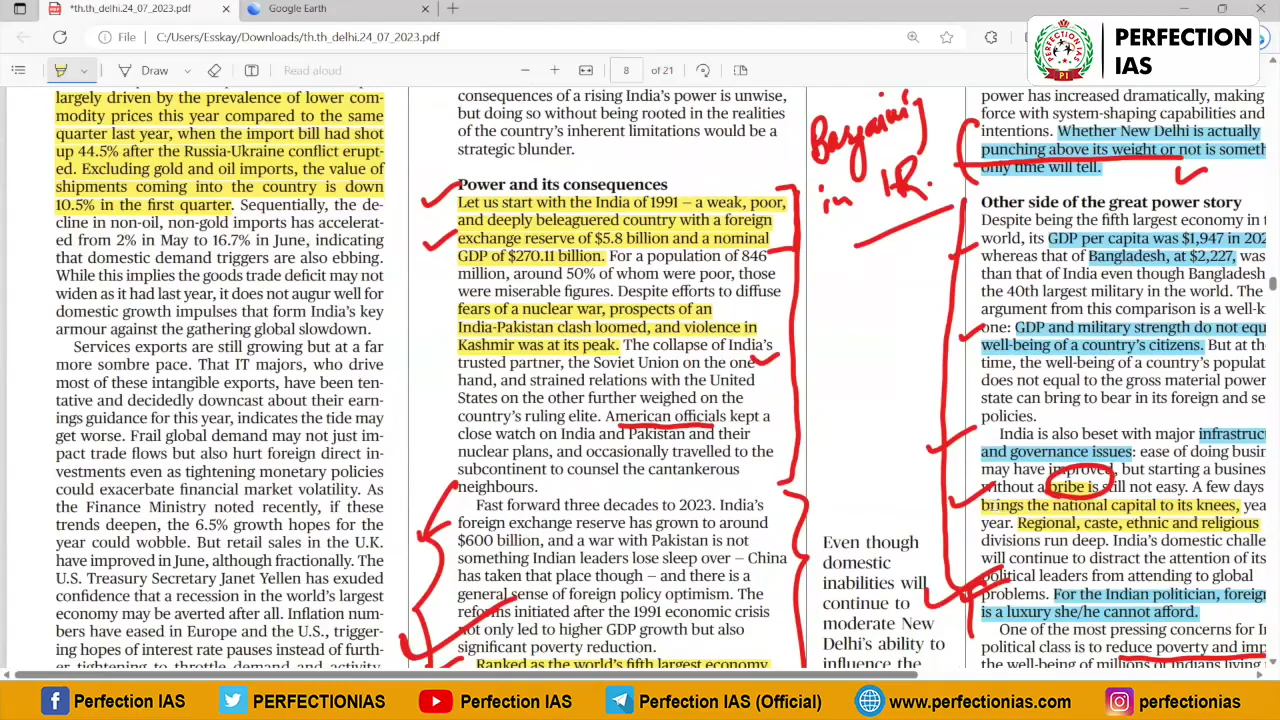 *th.th_delhi.24_07_2023.pdf
Google Earth
File
C:/Users/Esskay/Downloads/th.th_delhi.24_07_2023.pdf
Draw
Read aloud
8
of 21
PERFECTION
IAS
largely driven by the prevalence of lower com-
modity prices this year compared to the same
quarter last year, when the import bill had shot
up 44.5% after the Russia-Ukraine conflict erupt-
ed. Excluding gold and oil imports, the value of
shipments coming into the country is down
10.5% in the first quarter. Sequentially, the de-
cline in non-oil, non-gold imports has accelerat-
ed from 2% in May to 16.7% in June, indicating
that domestic demand triggers are also ebbing.
While this implies the goods trade deficit may not
widen as it had last year, it does not augur well for
domestic growth impulses that form India's key
armour against the gathering global slowdown.
Services exports are still growing but at a far
more sombre pace. That IT majors, who drive
most of these intangible exports, have been ten-
tative and decidedly downcast about their earn-
ings guidance for this year, indicates the tide may
get worse. Frail global demand may not just im-
pact trade flows but also hurt foreign direct in-
vestments even as tightening monetary policies
could exacerbate financial market volatility. As
the Finance Ministry noted recently, if these
trends deepen, the 6.5% growth hopes for the
year could wobble. But retail sales in the U.K.
have improved in June, although fractionally. The
U.S. Treasury Secretary Janet Yellen has exuded
confidence that a recession in the world's largest
economy may be averted after all. Inflation num-
bers have eased in Europe and the U.S., trigger-
ing hopes of interest rate pauses instead of furth-
er tightening to throttle demand and activity.
consequences of a rising India's power is unwise,
but doing so without being rooted in the realities
of the country's inherent limitations would be a
strategic blunder.
Power and its consequences
Let us start with the India of 1991 — a weak, poor,
and deeply beleaguered country with a foreign
exchange reserve of $5.8 billion and a nominal
GDP of $270.11 billion. For a population of 846
million, around 50% of whom were poor, those
were miserable figures. Despite efforts to diffuse
fears of a nuclear war, prospects of an
India-Pakistan clash loomed, and violence in
Kashmir was at its peak. The collapse of India's
trusted partner, the Soviet Union on the one
hand, and strained relations with the United
States on the other further weighed on the
country's ruling elite. American officials kept a
close watch on India and Pakistan and their
nuclear plans, and occasionally travelled to the
subcontinent to counsel the cantankerous
neighbours.
Fast forward three decades to 2023. India's
foreign exchange reserve has grown to around
$600 billion, and a war with Pakistan is not
something Indian leaders lose sleep over — China
has taken that place though — and there is a
general sense of foreign policy optimism. The
reforms initiated after the 1991 economic crisis
not only led to higher GDP growth but also
significant poverty reduction.
Ranked as the world's fifth largest economy
Bargaining
in IR.
Even though
domestic
inabilities will
continue to
moderate New
Delhi's ability to
influence the
power has increased dramatically, making
force with system-shaping capabilities and
intentions. Whether New Delhi is actually
punching above its weight or not is someth
only time will tell.
Other side of the great power story
Despite being the fifth largest economy in t
world, its GDP per capita was $1,947 in 202
whereas that of Bangladesh, at $2,227, was
than that of India even though Bangladesh
the 40th largest military in the world. The
argument from this comparison is a well-k
one: GDP and military strength do not equ
well-being of a country's citizens. But at th
time, the well-being of a country's populat
does not equal to the gross material power
state can bring to bear in its foreign and se
policies.
India is also beset with major infrastruc
and governance issues: ease of doing busin
may have improved, but starting a business
without a bribe is still not easy. A few days
brings the national capital to its knees, yea
year. Regional, caste, ethnic and religious
divisions run deep. India's domestic challe
will continue to distract the attention of its
political leaders from attending to global
problems. For the Indian politician, foreig
is a luxury she/he cannot afford.
One of the most pressing concerns for In
political class is to reduce poverty and imp
the well-being of millions of Indians living
Perfection IAS
PERFECTIONIAS
Perfection IAS
Perfection IAS (Official)
www.perfectionias.com
perfectionias